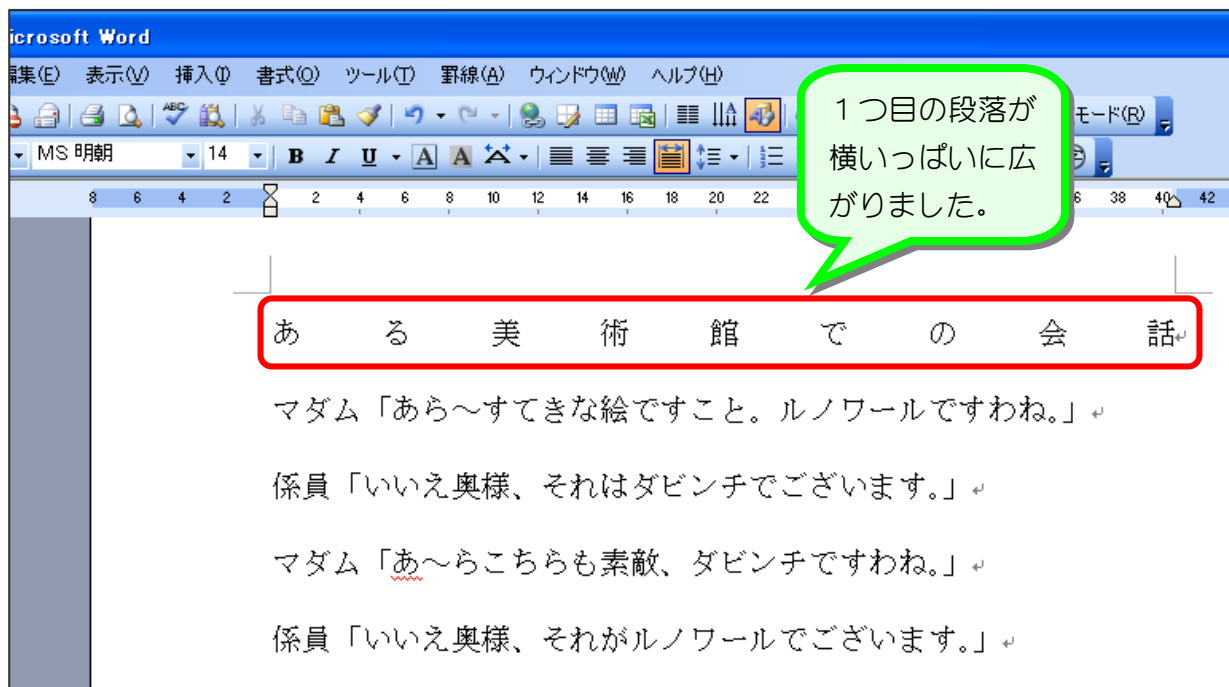 icrosoft Word
編集(E) 表示(V) 挿入(I) 書式(O) ツール(T) 罫線(A) ウィンドウ(W) ヘルプ(H)
モード(R)
MS 明朝 14 B I U A A
8 6 4 2 2 4 6 8 10 12 14 16 18 20 22 6 38 40 42
1つ目の段落が
横いっぱいに広
がりました。
ある美術館での会話
マダム「あら～すてきな絵ですこと。ルノワールですわね。」
係員「いいえ奥様、それはダビンチでございます。」
マダム「あ～らこちらも素敵、ダビンチですわね。」
係員「いいえ奥様、それがルノワールでございます。」